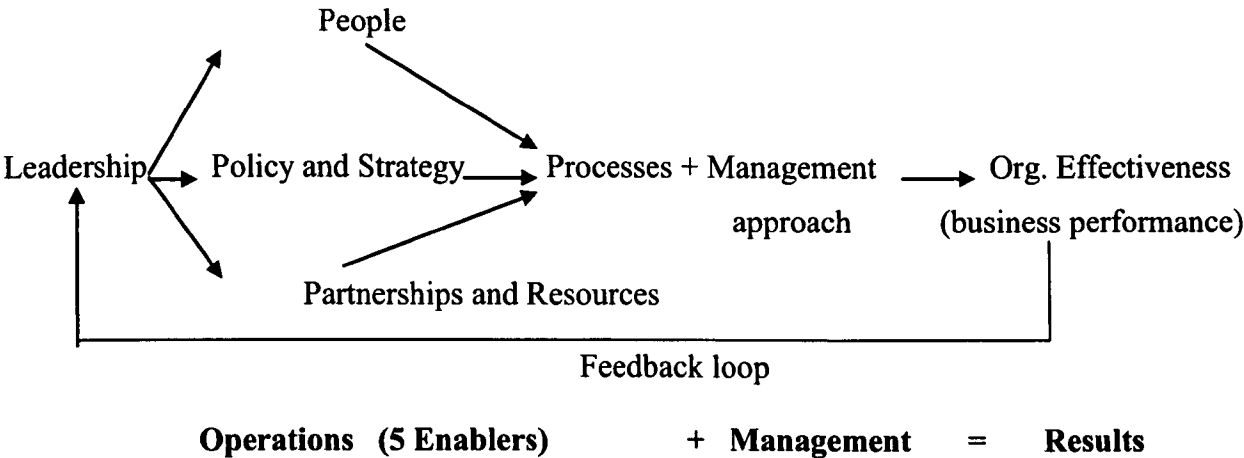 People
Leadership Policy and Strategy Processes + Management Org. Effectiveness
approach (business performance)
Partnerships and Resources
Feedback loop
Operations (5 Enablers) + Management = Results